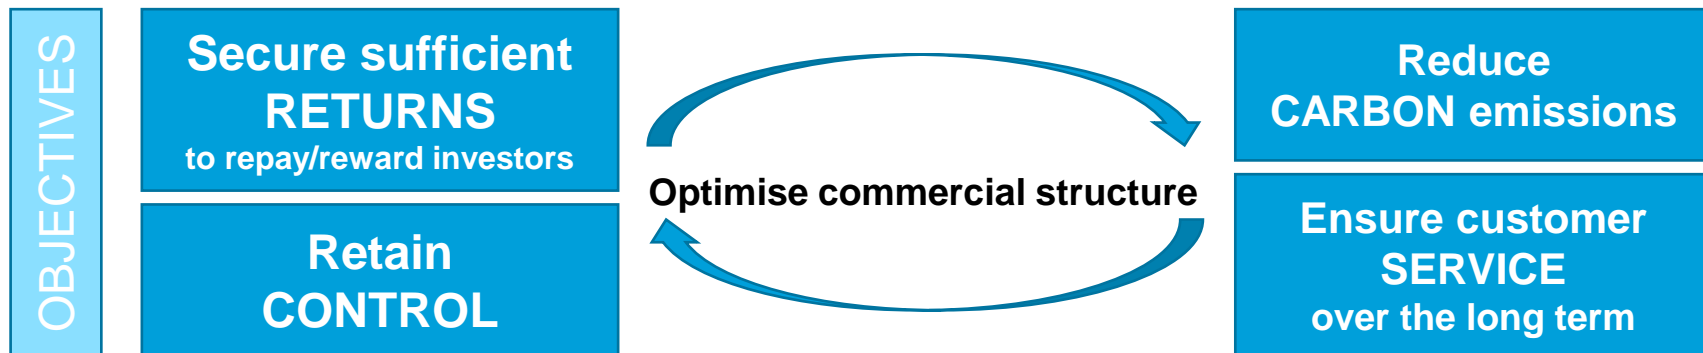 OBJECTIVES
Secure sufficient
RETURNS
to repay/reward investors
Retain
CONTROL
Optimise commercial structure
Reduce
CARBON emissions
Ensure customer
SERVICE
over the long term